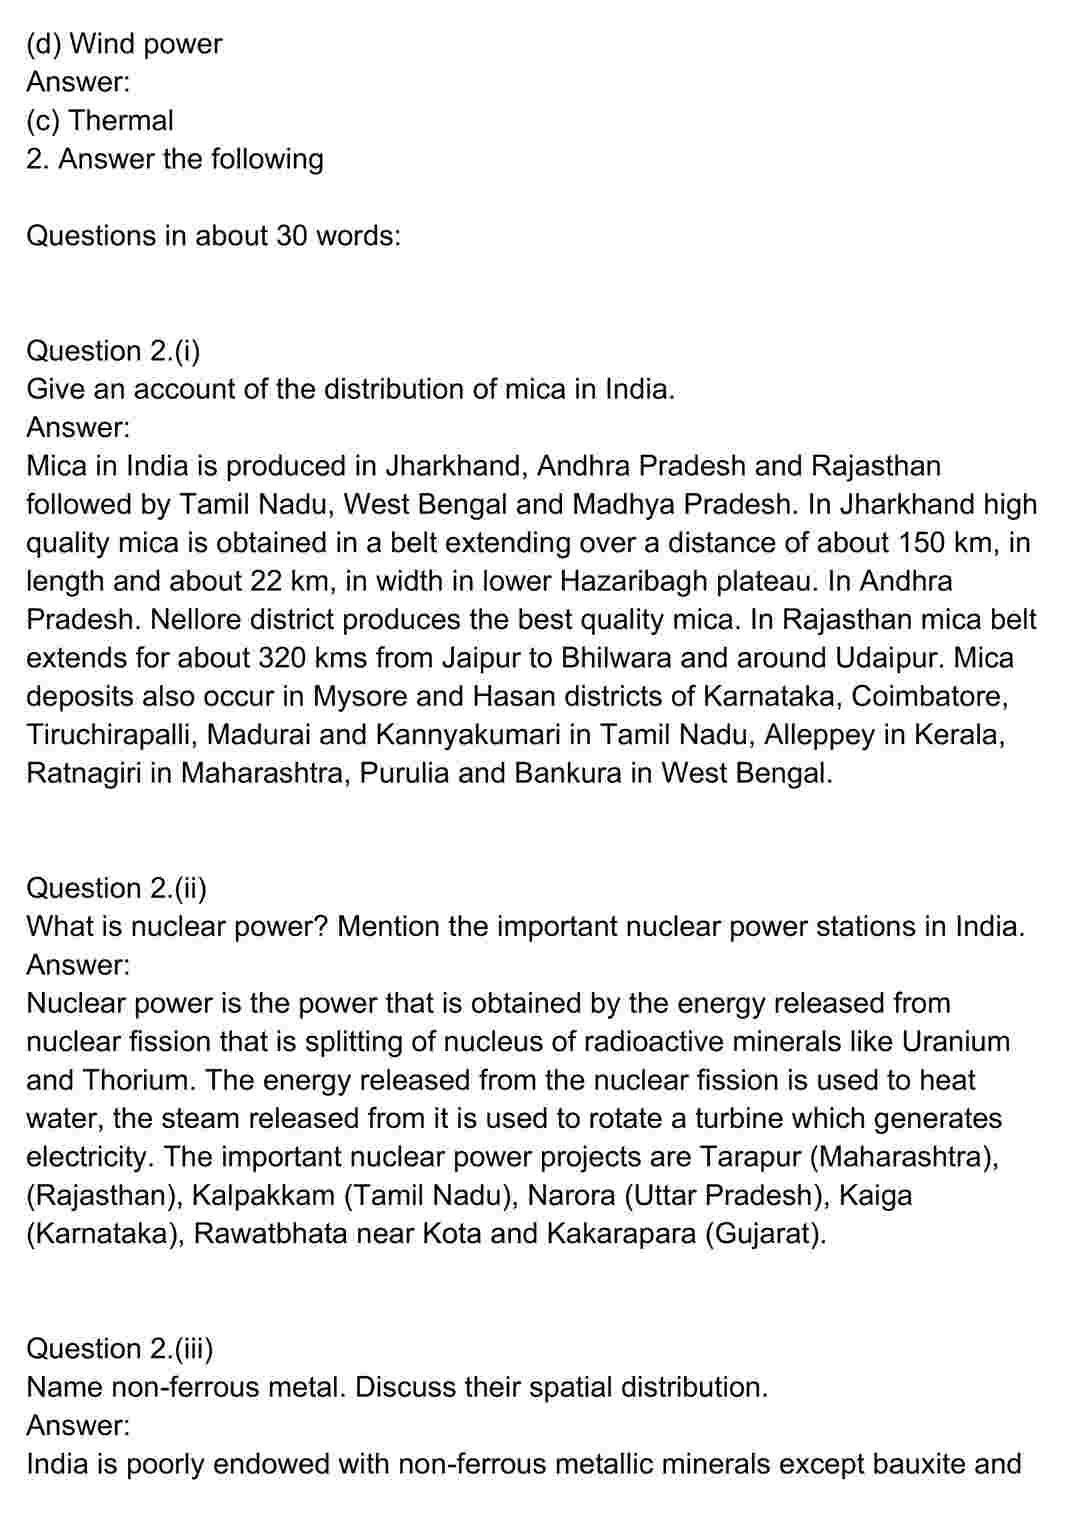 (d) Wind power
Answer:
(c) Thermal
2. Answer the following
Questions in about 30 words:
Question 2.(i)
Give an account of the distribution of mica in India.
Answer:
Mica in India is produced in Jharkhand, Andhra Pradesh and Rajasthan
followed by Tamil Nadu, West Bengal and Madhya Pradesh. In Jharkhand high
quality mica is obtained in a belt extending over a distance of about 150 km, in
length and about 22 km, in width in lower Hazaribagh plateau. In Andhra
Pradesh. Nellore district produces the best quality mica. In Rajasthan mica belt
extends for about 320 kms from Jaipur to Bhilwara and around Udaipur. Mica
deposits also occur in Mysore and Hasan districts of Karnataka, Coimbatore,
Tiruchirapalli, Madurai and Kannyakumari in Tamil Nadu, Alleppey in Kerala,
Ratnagiri in Maharashtra, Purulia and Bankura in West Bengal.
Question 2.(ii)
What is nuclear power? Mention the important nuclear power stations in India.
Answer:
Nuclear power is the power that is obtained by the energy released from
nuclear fission that is splitting of nucleus of radioactive minerals like Uranium
and Thorium. The energy released from the nuclear fission is used to heat
water, the steam released from it is used to rotate a turbine which generates
electricity. The important nuclear power projects are Tarapur (Maharashtra),
(Rajasthan), Kalpakkam (Tamil Nadu), Narora (Uttar Pradesh), Kaiga
(Karnataka), Rawatbhata near Kota and Kakarapara (Gujarat).
Question 2.(iii)
Name non-ferrous metal. Discuss their spatial distribution.
Answer:
India is poorly endowed with non-ferrous metallic minerals except bauxite and